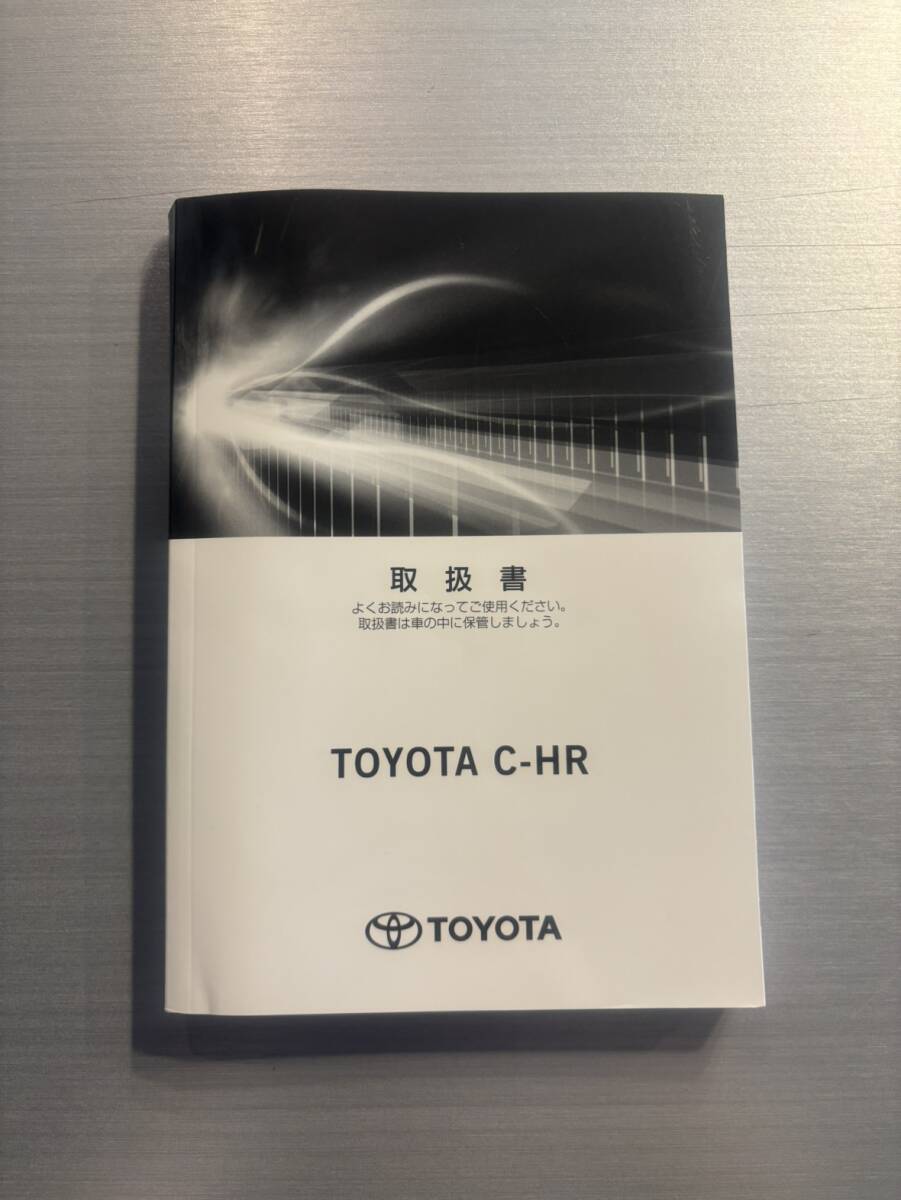 取扱書
よくお読みになってご使用ください。
取扱書は車の中に保管しましょう。
TOYOTA C-HR
TOYOTA